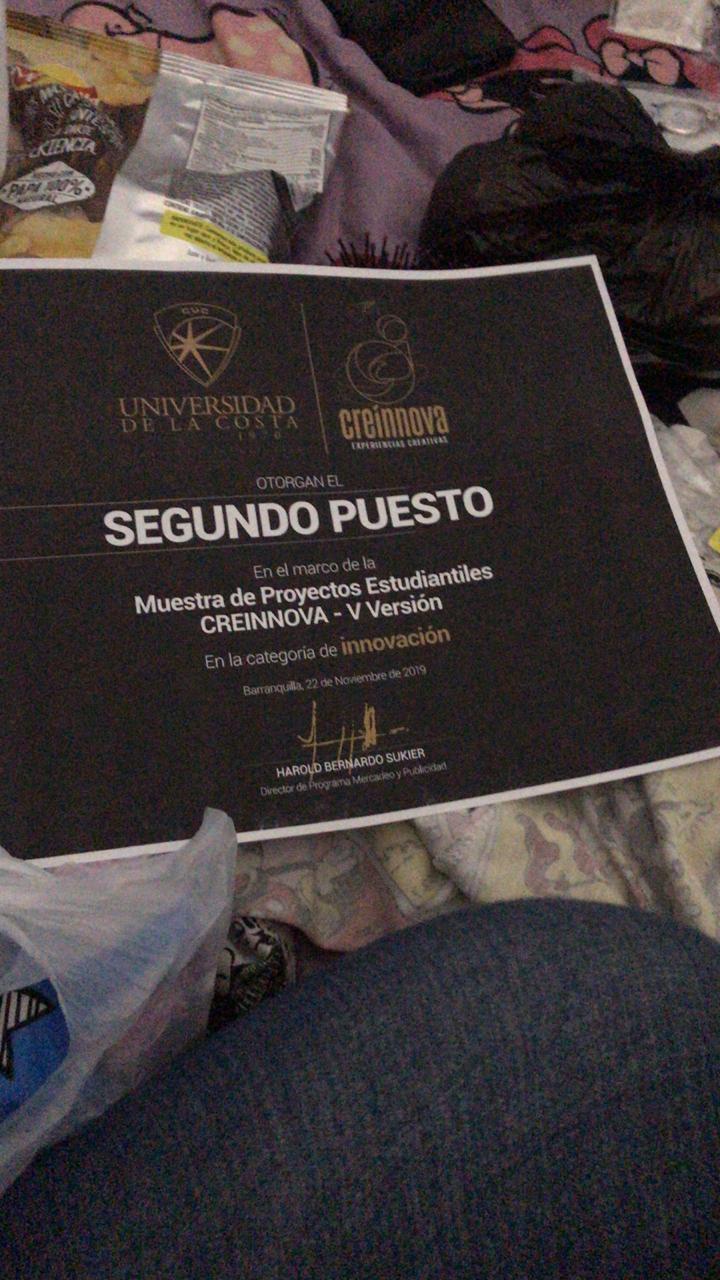 PAPA 100%
NATURAL
CUC
UNIVERSIDAD
DE LA COSTA
1970
creinnova
EXPERIENCIAS CREATIVAS
OTORGAN EL
SEGUNDO PUESTO
En el marco de la
Muestra de Proyectos Estudiantiles
CREINNOVA - V Versión
En la categoría de innovación
Barranquilla, 22 de Noviembre de 2019
HAROLD BERNARDO SUKIER
Director de Programa Mercadeo y Publicidad